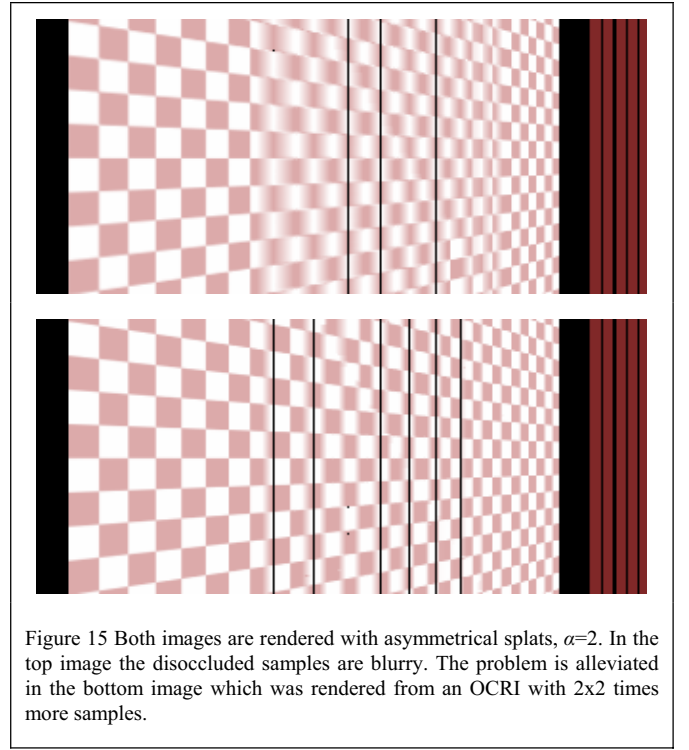 Figure 15 Both images are rendered with asymmetrical splats, α=2. In the
top image the disoccluded samples are blurry. The problem is alleviated
in the bottom image which was rendered from an OCRI with 2x2 times
more samples.